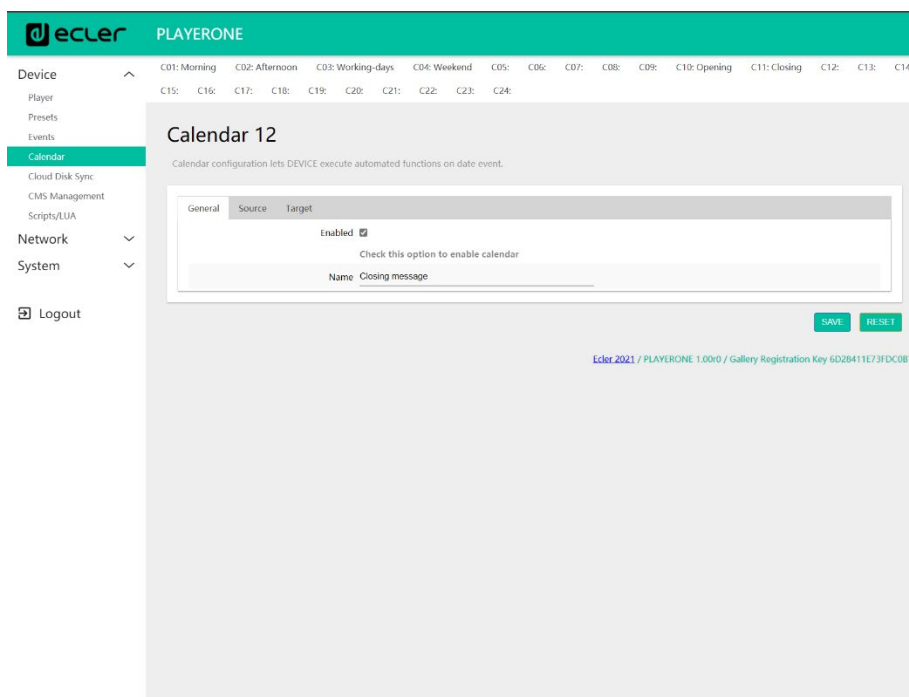 ecler PLAYERONE
Device
Player
Presets
Events
Calendar
Cloud Disk Sync
CMS Management
Scripts/LUA
Network
System
Logout
C01: Morning C02: Afternoon C03: Working-days C04: Weekend C05: C06: C07: C08: C09: C10: Opening C11: Closing C12: C13: C14
C15: C16: C17: C18: C19: C20: C21: C22: C23: C24:
Calendar 12
Calendar configuration lets DEVICE execute automated functions on date event.
General Source Target
Enabled
Check this option to enable calendar
Name Closing message
SAVE RESET
Ecler 2021 / PLAYERONE 1.00r0 / Gallery Registration Key 6D2B411E73FDC0B